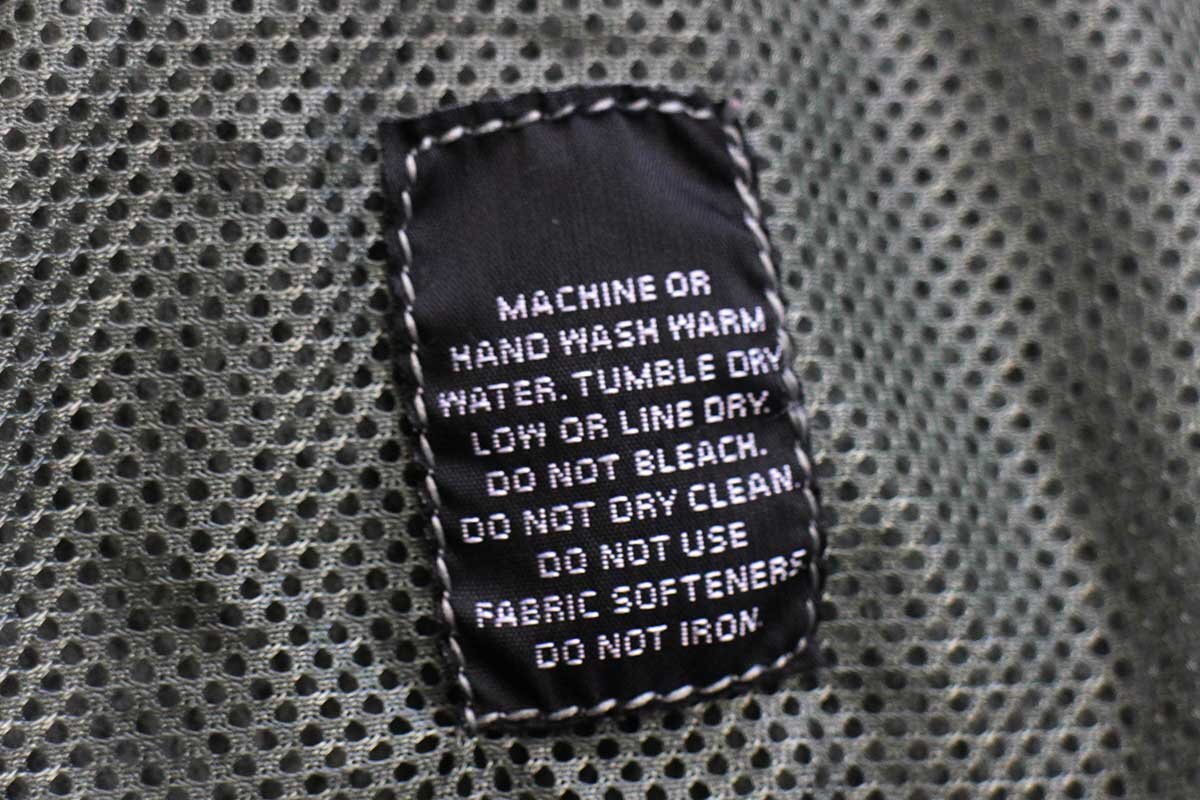 MACHINE OR
HAND WASH WARM
WATER. TUMBLE DRY
LOW OR LINE DRY.
DO NOT BLEACH.
DO NOT DRY CLEAN.
DO NOT USE
FABRIC SOFTENERS
DO NOT IRON.